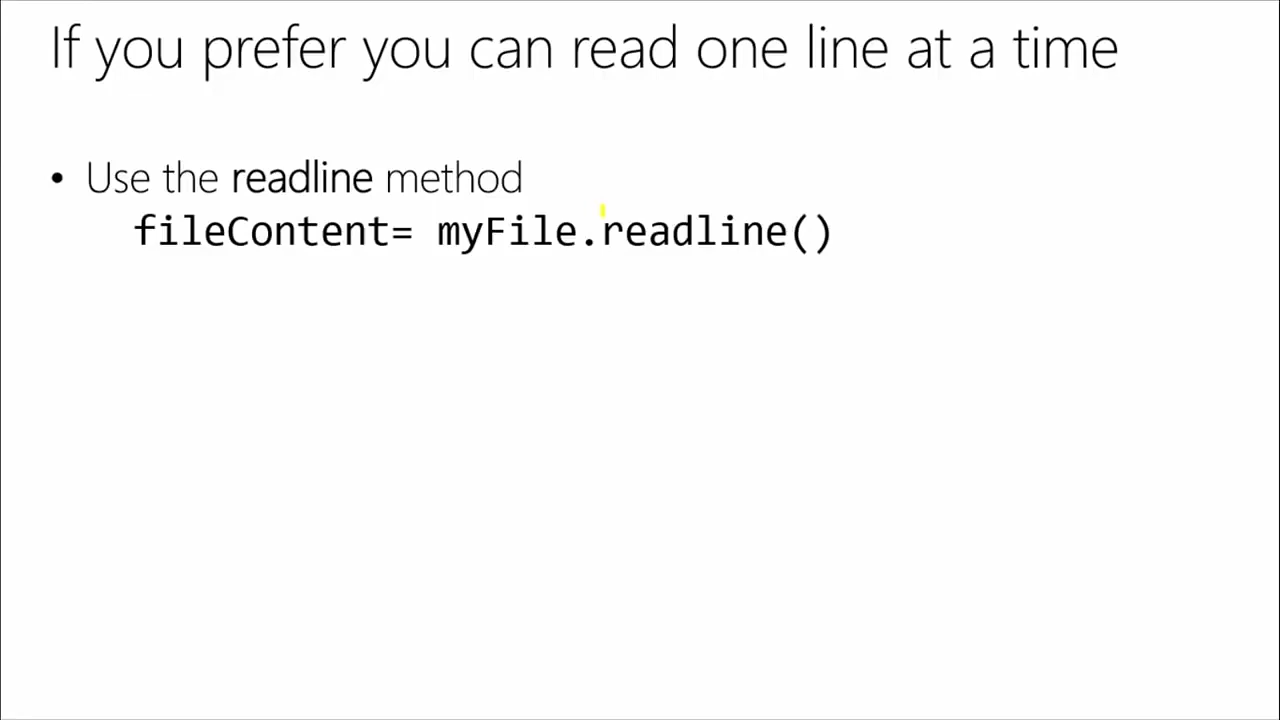 If you prefer you can read one line at a time
• Use the readline method
fileContent= myFile.readline()